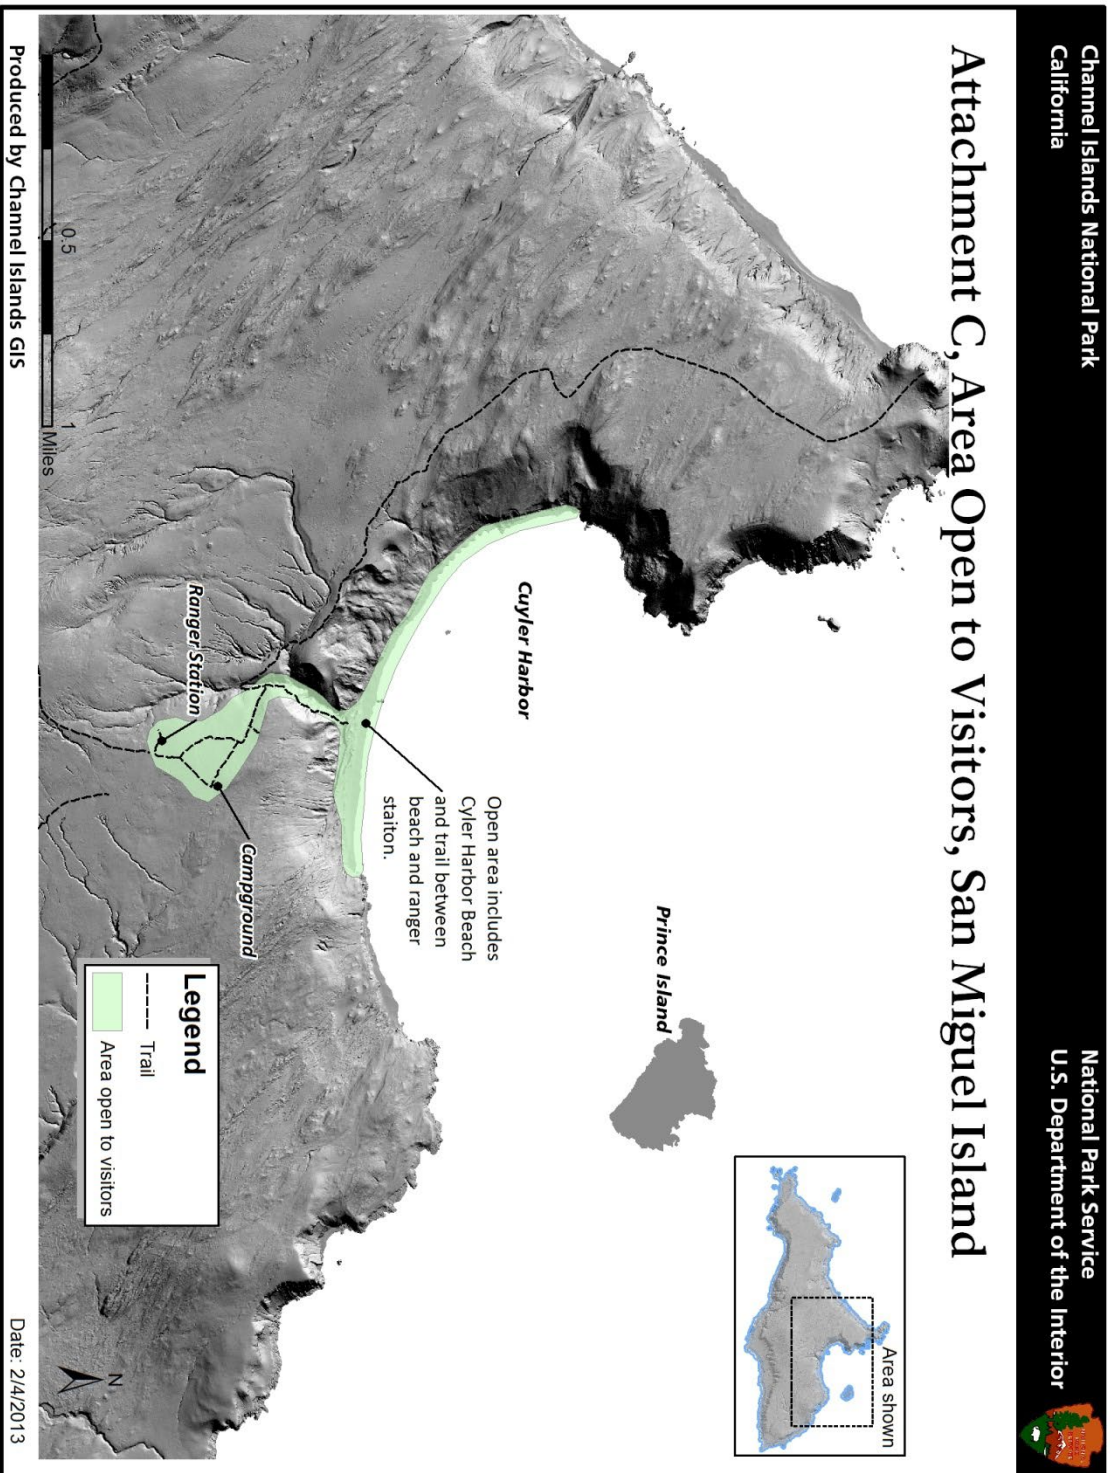 Channel Islands National Park
California
National Park Service
U.S. Department of the Interior
Attachment C, Area Open to Visitors, San Miguel Island
Area shown
Prince Island
Cuyler Harbor
Open area includes
Cyler Harbor Beach
and trail between
beach and ranger
staiton.
Ranger Station
Campground
Legend
Trail
Area open to visitors
0.5
1
Miles
N
Produced by Channel Islands GIS
Date: 2/4/2013